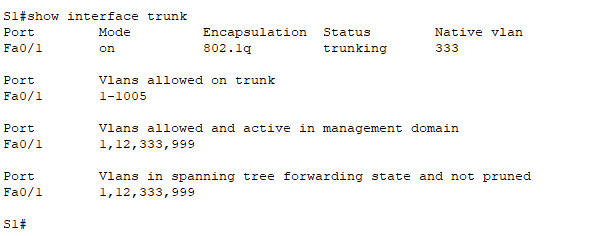 S1#show interface trunk
Port        Mode         Encapsulation  Status        Native vlan
Fa0/1       on           802.1q         trunking      333
Port        Vlans allowed on trunk
Fa0/1       1-1005
Port        Vlans allowed and active in management domain
Fa0/1       1,12,333,999
Port        Vlans in spanning tree forwarding state and not pruned
Fa0/1       1,12,333,999
S1#